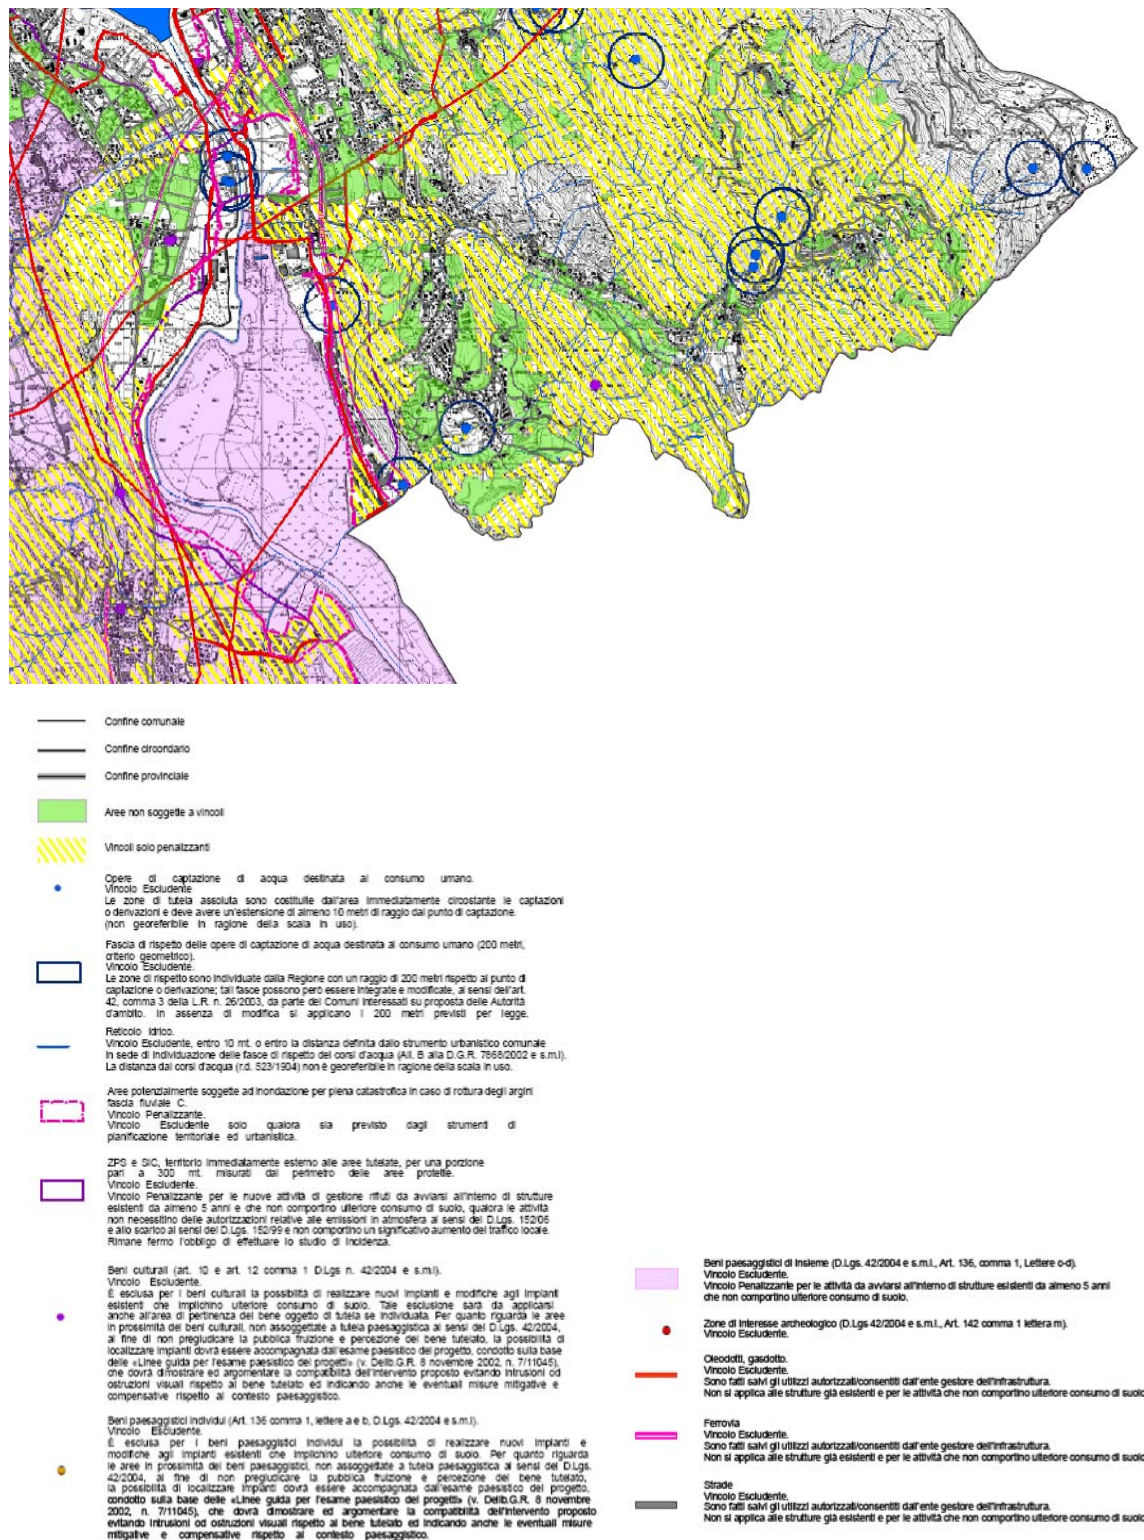 Confine comunale
Confine circondario
Confine provinciale
Aree non soggette a vincoli
Vincoli solo penalizzanti
Opere di captazione di acqua destinata al consumo umano.
Vincolo Escludente
Le zone di tutela assoluta sono costituite dall'area immediatamente circostante le captazioni
o derivazioni e deve avere un'estensione di almeno 10 metri di raggio dal punto di captazione.
(non georeferibile in ragione della scala in uso).
Fascia di rispetto delle opere di captazione di acqua destinata al consumo umano (200 metri,
criterio geometrico).
Vincolo Escludente.
Le zone di rispetto sono individuate dalla Regione con un raggio di 200 metri rispetto al punto di
captazione o derivazione; tali fasce possono però essere integrate e modificate, ai sensi dell'art.
42, comma 3 della L.R. n. 26/2003, da parte dei Comuni interessati su proposta delle Autorità
d'ambito. In assenza di modifica si applicano i 200 metri previsti per legge.
Reticolo idrico.
Vincolo Escludente, entro 10 mt. o entro la distanza definita dallo strumento urbanistico comunale
in sede di individuazione delle fasce di rispetto dei corsi d'acqua (All. B alla D.G.R. 7868/2002 e s.m.i).
La distanza dai corsi d'acqua (r.d. 523/1904) non è georeferibile in ragione della scala in uso.
Aree potenzialmente soggette ad inondazione per piena catastrofica in caso di rottura degli argini
fascia fluviale C.
Vincolo Penalizzante.
Vincolo Escludente solo qualora sia previsto dagli strumenti di
planificazione territoriale ed urbanistica.
ZPS e SIC, territorio immediatamente esterno alle aree tutelate, per una porzione
pari a 300 mt. misurati dal perimetro delle aree protette.
Vincolo Escludente.
Vincolo Penalizzante per le nuove attività di gestione rifiuti da avviarsi all'interno di strutture
esistenti da almeno 5 anni e che non comportino ulteriore consumo di suolo, qualora le attività
non necessitino delle autorizzazioni relative alle emissioni in atmosfera ai sensi del D.Lgs. 152/06
e allo scarico ai sensi del D.Lgs. 152/99 e non comportino un significativo aumento del traffico locale.
Rimane fermo l'obbligo di effettuare lo studio di incidenza.
Beni culturali (art. 10 e art. 12 comma 1 D.Lgs n. 42/2004 e s.m.i).
Vincolo Escludente.
È esclusa per i beni culturali la possibilità di realizzare nuovi impianti e modifiche agli impianti
esistenti che implichino ulteriore consumo di suolo. Tale esclusione sarà da applicarsi
anche all'area di pertinenza del bene oggetto di tutela se individuata. Per quanto riguarda le aree
in prossimità dei beni culturali, non assoggettate a tutela paesaggistica ai sensi del D.Lgs. 42/2004,
al fine di non pregiudicare la pubblica fruizione e percezione del bene tutelato, la possibilità di
localizzare impianti dovrà essere accompagnata dall'esame paesistico del progetto, condotto sulla base
delle «Linee guida per l'esame paesistico dei progetti» (v. Delib.G.R. 8 novembre 2002, n. 7/11045),
che dovrà dimostrare ed argomentare la compatibilità dell'intervento proposto evitando intrusioni od
ostruzioni visuali rispetto al bene tutelato ed indicando anche le eventuali misure mitigative e
compensative rispetto al contesto paesaggistico.
Beni paesaggistici individui (Art. 136 comma 1, lettere a e b, D.Lgs. 42/2004 e s.m.i).
Vincolo Escludente.
È esclusa per i beni paesaggistici individui la possibilità di realizzare nuovi impianti e
modifiche agli impianti esistenti che implichino ulteriore consumo di suolo. Per quanto riguarda
le aree in prossimità dei beni paesaggistici, non assoggettate a tutela paesaggistica ai sensi del D.Lgs.
42/2004, al fine di non pregiudicare la pubblica fruizione e percezione del bene tutelato,
la possibilità di localizzare impianti dovrà essere accompagnata dall'esame paesistico del progetto,
condotto sulla base delle «Linee guida per l'esame paesistico dei progetti» (v. Delib.G.R. 8 novembre
2002, n. 7/11045), che dovrà dimostrare ed argomentare la compatibilità dell'intervento proposto
evitando intrusioni od ostruzioni visuali rispetto al bene tutelato ed indicando anche le eventuali misure
mitigative e compensative rispetto al contesto paesaggistico.
Beni paesaggistici di insieme (D.Lgs. 42/2004 e s.m.i., Art. 136, comma 1, Lettere c-d).
Vincolo Escludente.
Vincolo Penalizzante per le attività da avviarsi all'interno di strutture esistenti da almeno 5 anni
che non comportino ulteriore consumo di suolo.
Zone di interesse archeologico (D.Lgs 42/2004 e s.m.i., Art. 142 comma 1 lettera m).
Vincolo Escludente.
Oleodotti, gasdotto.
Vincolo Escludente.
Sono fatti salvi gli utilizzi autorizzati/consentiti dall'ente gestore dell'infrastruttura.
Non si applica alle strutture già esistenti e per le attività che non comportino ulteriore consumo di suolo
Ferrovia
Vincolo Escludente.
Sono fatti salvi gli utilizzi autorizzati/consentiti dall'ente gestore dell'infrastruttura.
Non si applica alle strutture già esistenti e per le attività che non comportino ulteriore consumo di suolo
Strade
Vincolo Escludente.
Sono fatti salvi gli utilizzi autorizzati/consentiti dall'ente gestore dell'infrastruttura.
Non si applica alle strutture già esistenti e per le attività che non comportino ulteriore consumo di suolo